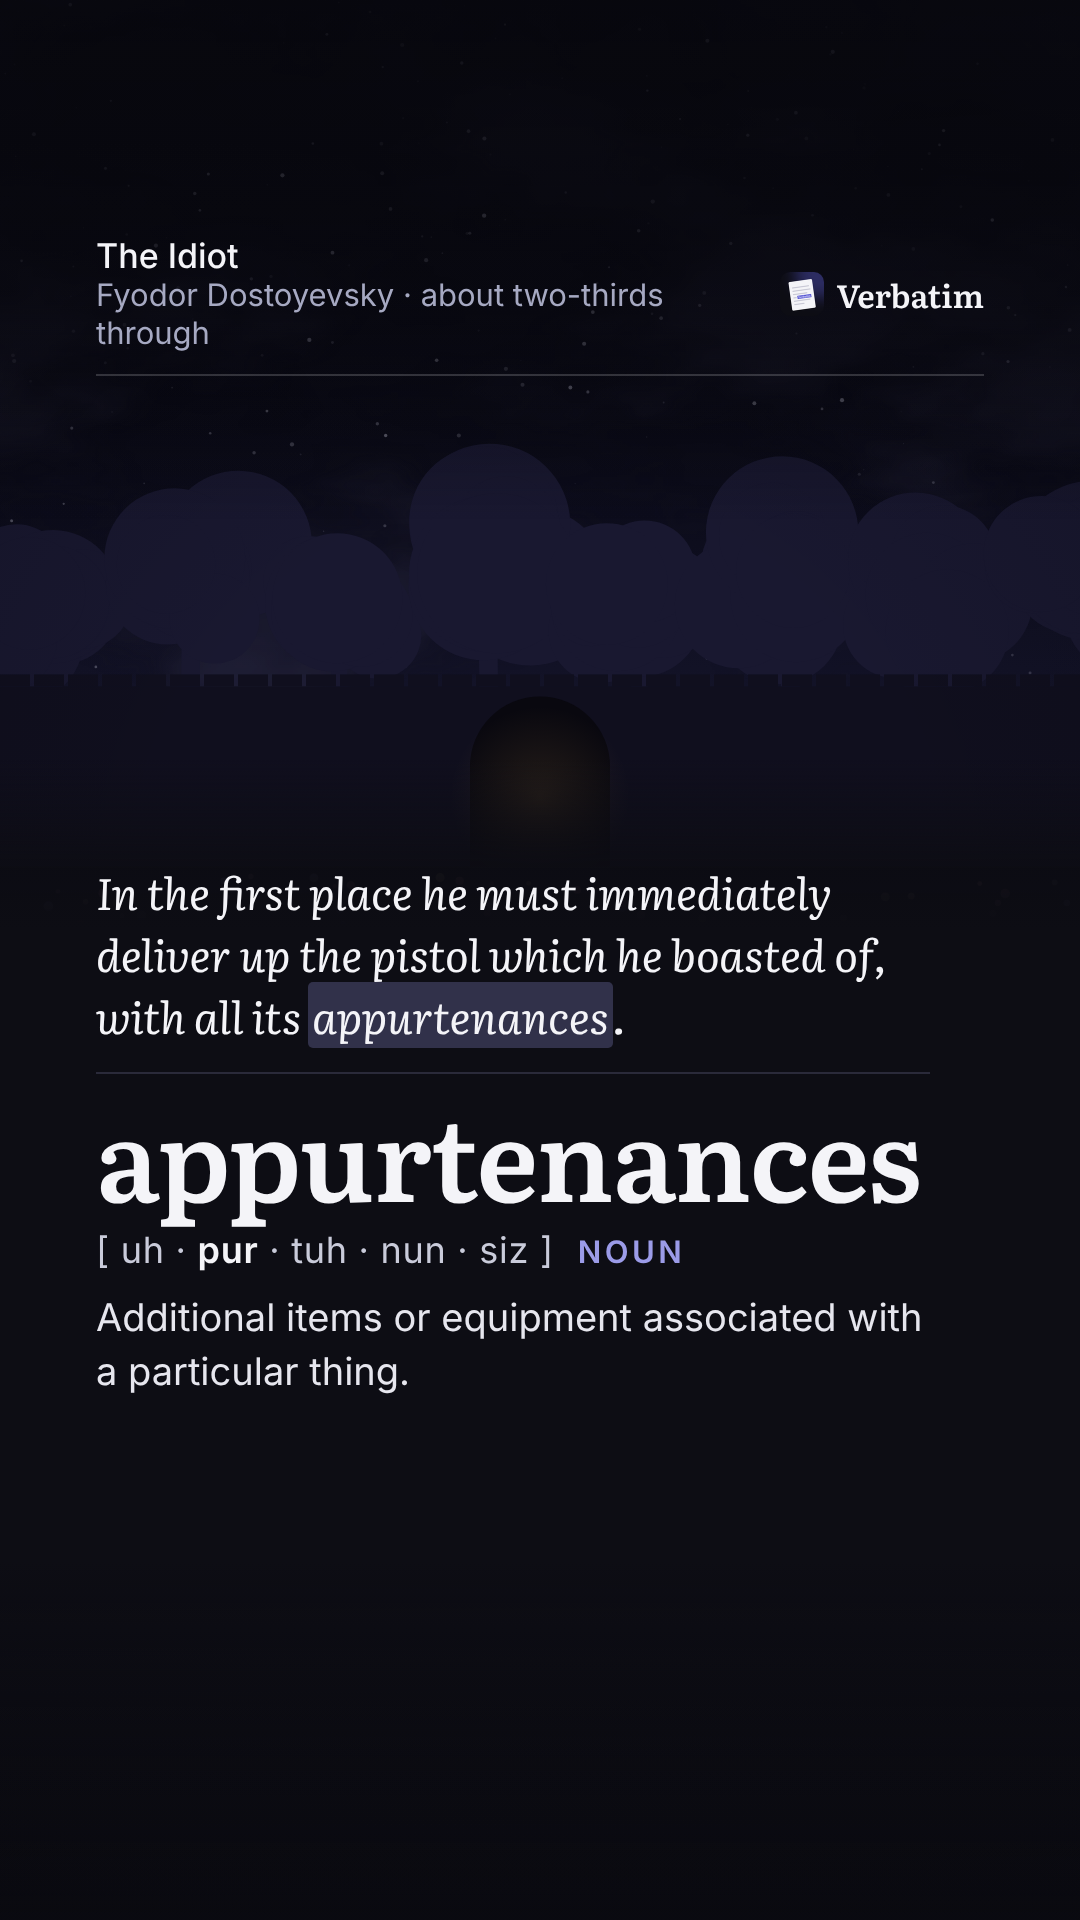 The Idiot
Fyodor Dostoyevsky · about two-thirds
through
Verbatim
In the first place he must immediately
deliver up the pistol which he boasted of,
with all its appurtenances.
appurtenances
[ uh · pur · tuh · nun · siz ] NOUN
Additional items or equipment associated with
a particular thing.